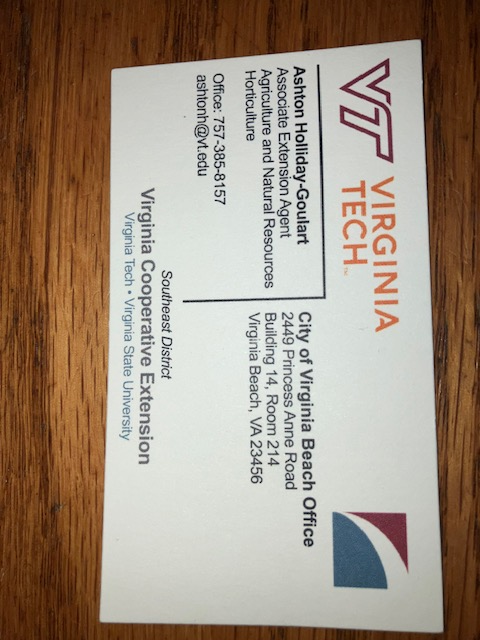 VT VIRGINIA
TECH™
Ashton Holliday-Goulart
Associate Extension Agent
Agriculture and Natural Resources
Horticulture
Office: 757-385-8157
ashtonh@vt.edu
City of Virginia Beach Office
2449 Princess Anne Road
Building 14, Room 214
Virginia Beach, VA 23456
Southeast District
Virginia Cooperative Extension
Virginia Tech • Virginia State University